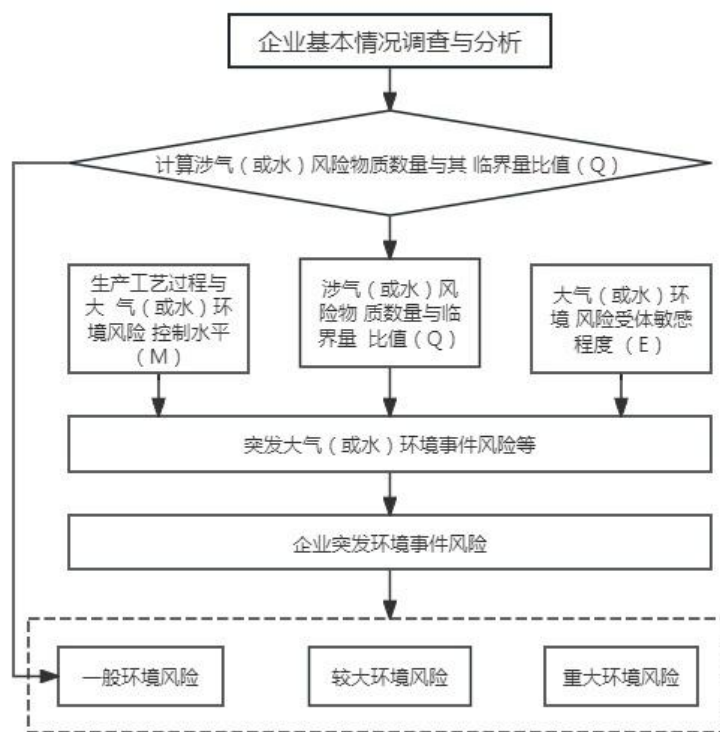 企业基本情况调查与分析
计算涉气（或水）风险物质数量与其 临界量比值（Q）
生产工艺过程与
大 气（或水）环
境风险 控制水平
（M）
涉气（或水）风
险物 质数量与临
界量 比值（Q）
大气（或水）环
境 风险受体敏感
程度 （E）
突发大气（或水）环境事件风险等
企业突发环境事件风险
一般环境风险
较大环境风险
重大环境风险